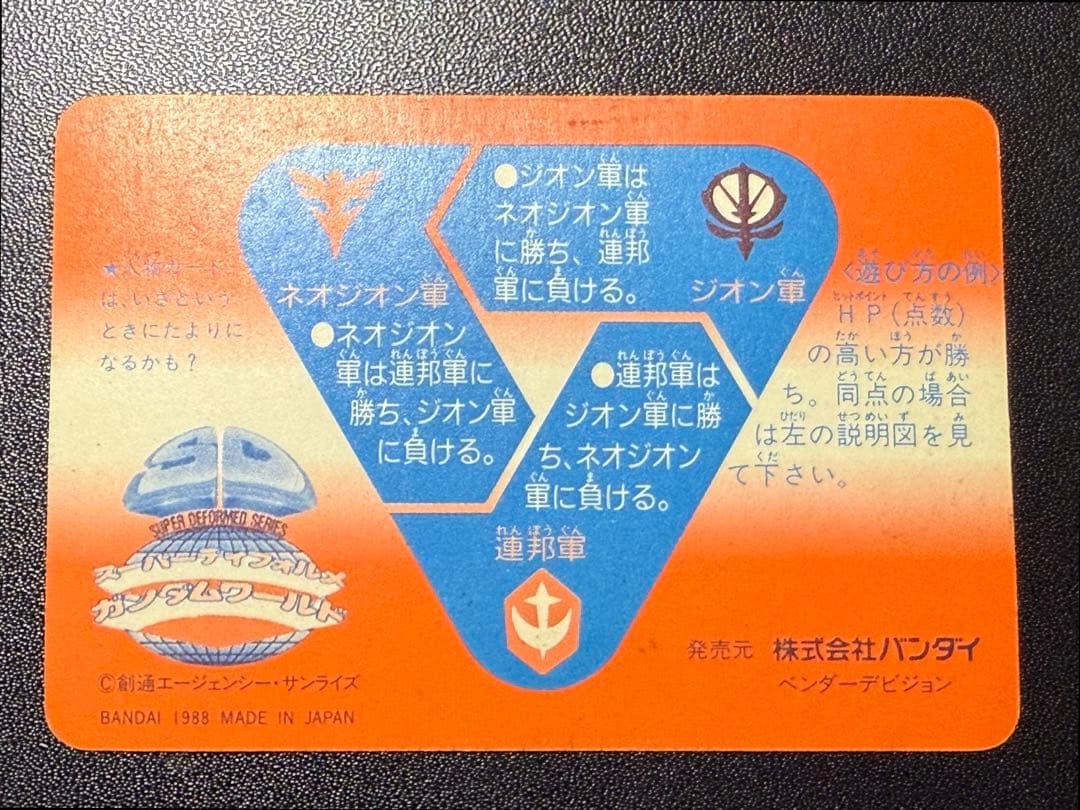 ●ジオン軍は
ネオジオン軍
に勝ち、連邦
軍に負ける。
ジオン軍
ネオジオン軍
●ネオジオン
軍は連邦軍に
勝ち、ジオン軍
に負ける。
●連邦軍は
ジオン軍に勝
ち、ネオジオン
軍に負ける。
連邦軍
★人物カード
は、いざという
ときにたよりに
なるかも?
〈遊び方の例〉
HP(点数)
の高い方が勝
ち。同点の場合
は左の説明図を見
て下さい。
SUPER DEFORMED SERIES
スーパーディフォルメ
ガンダムワールド
©創通エージェンシー・サンライズ
BANDAI 1988 MADE IN JAPAN
発売元 株式会社バンダイ
ベンダーデビジョン